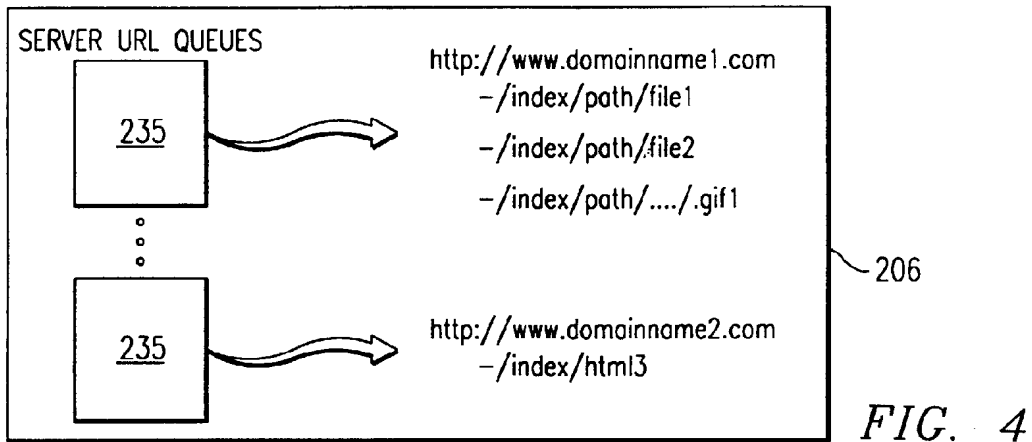 SERVER URL QUEUES
235
http://www.domainname1.com
-/index/path/file1
-/index/path/file2
-/index/path/..../.gif1
235
http://www.domainname2.com
-/index/html3
206
FIG. 4